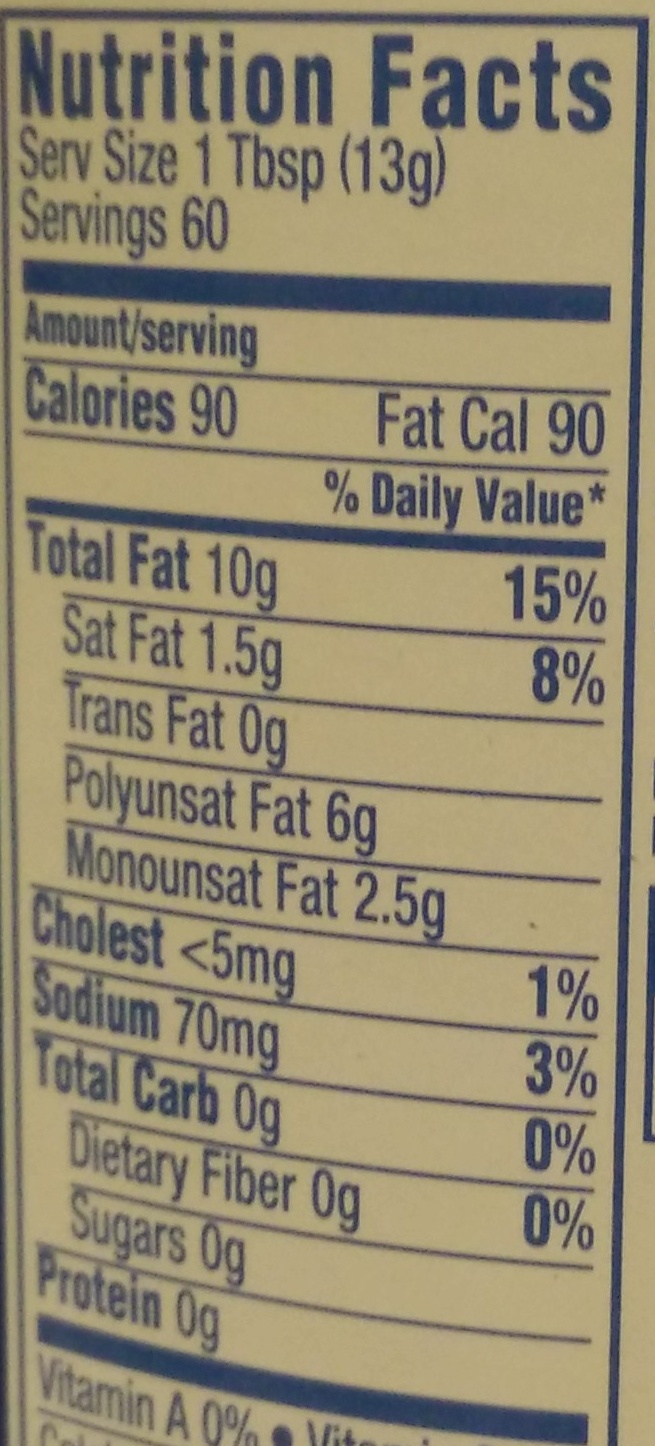 Nutrition Facts
Serv Size 1 Tbsp (13g)
Servings 60
Amount/serving
Calories 90 Fat Cal 90
% Daily Value*
Total Fat 10g 15%
Sat Fat 1.5g 8%
Trans Fat 0g
Polyunsat Fat 6g
Monounsat Fat 2.5g
Cholest <5mg 1%
Sodium 70mg 3%
Total Carb 0g 0%
Dietary Fiber 0g 0%
Sugars 0g
Protein 0g
Vitamin A 0% •